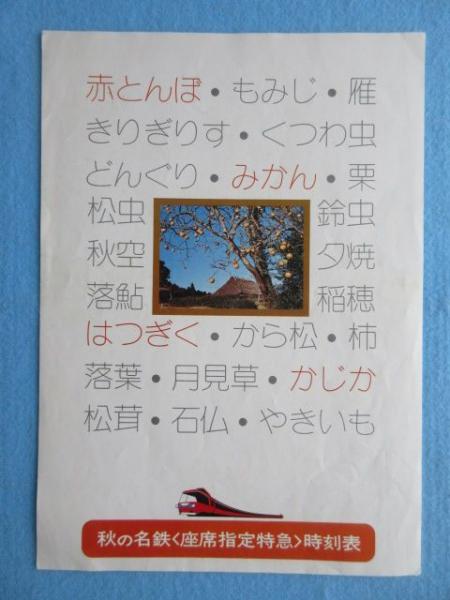 赤とんぼ・もみじ・雁
きりぎりす・くつわ虫
どんぐり・みかん・栗
松虫 鈴虫
秋空 夕焼
落鮎 稲穂
はつぎく・から松・柿
落葉・月見草・かじか
松茸・石仏・やきいも
秋の名鉄〈座席指定特急〉時刻表